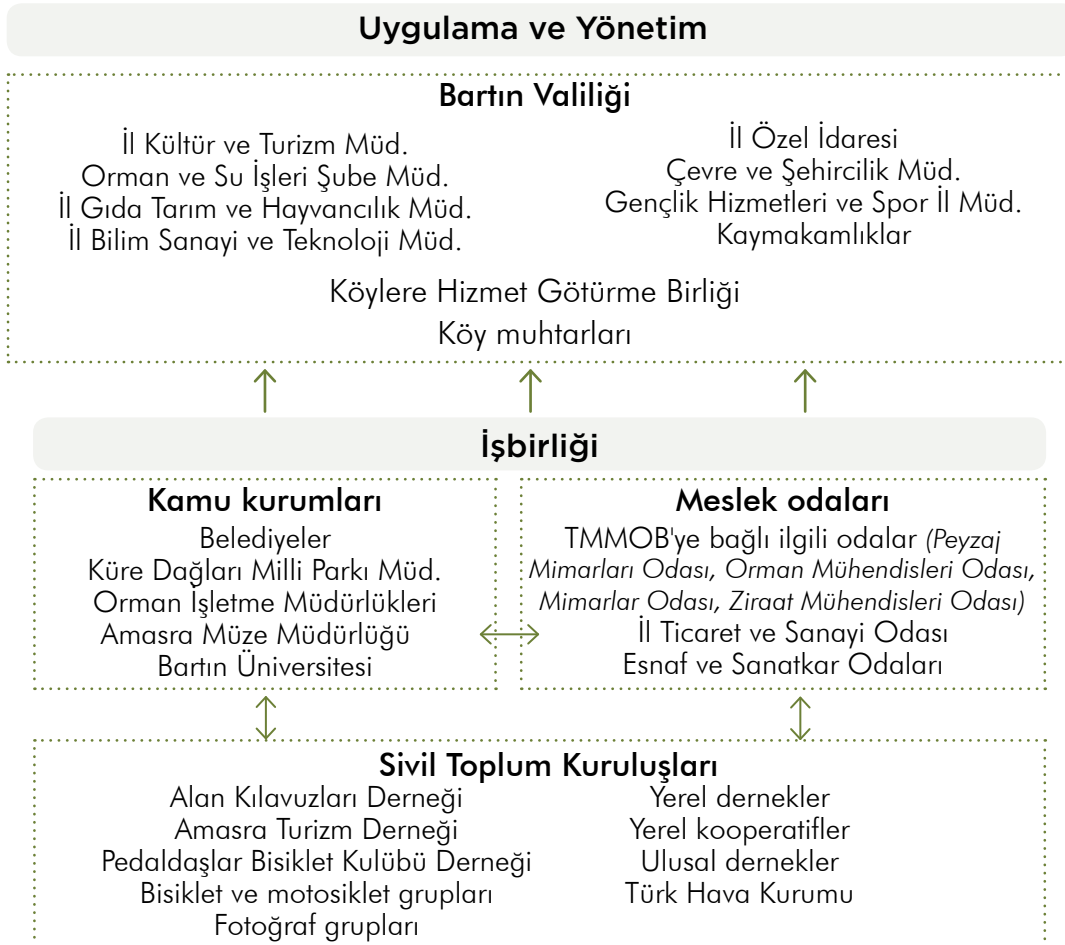 Uygulama ve Yönetim
Bartın Valiliği
İl Kültür ve Turizm Müd.
Orman ve Su İşleri Şube Müd.
İl Gıda Tarım ve Hayvancılık Müd.
İl Bilim Sanayi ve Teknoloji Müd.
İl Özel İdaresi
Çevre ve Şehircilik Müd.
Gençlik Hizmetleri ve Spor İl Müd.
Kaymakamlıklar
Köylere Hizmet Götürme Birliği
Köy muhtarları
İşbirliği
Kamu kurumları
Belediyeler
Küre Dağları Milli Parkı Müd.
Orman İşletme Müdürlükleri
Amasra Müze Müdürlüğü
Bartın Üniversitesi
Meslek odaları
TMMOB'ye bağlı ilgili odalar (Peyzaj
Mimarları Odası, Orman Mühendisleri Odası,
Mimarlar Odası, Ziraat Mühendisleri Odası)
İl Ticaret ve Sanayi Odası
Esnaf ve Sanatkar Odaları
Sivil Toplum Kuruluşları
Alan Kılavuzları Derneği
Amasra Turizm Derneği
Pedaldaşlar Bisiklet Kulübü Derneği
Bisiklet ve motosiklet grupları
Fotoğraf grupları
Yerel dernekler
Yerel kooperatifler
Ulusal dernekler
Türk Hava Kurumu